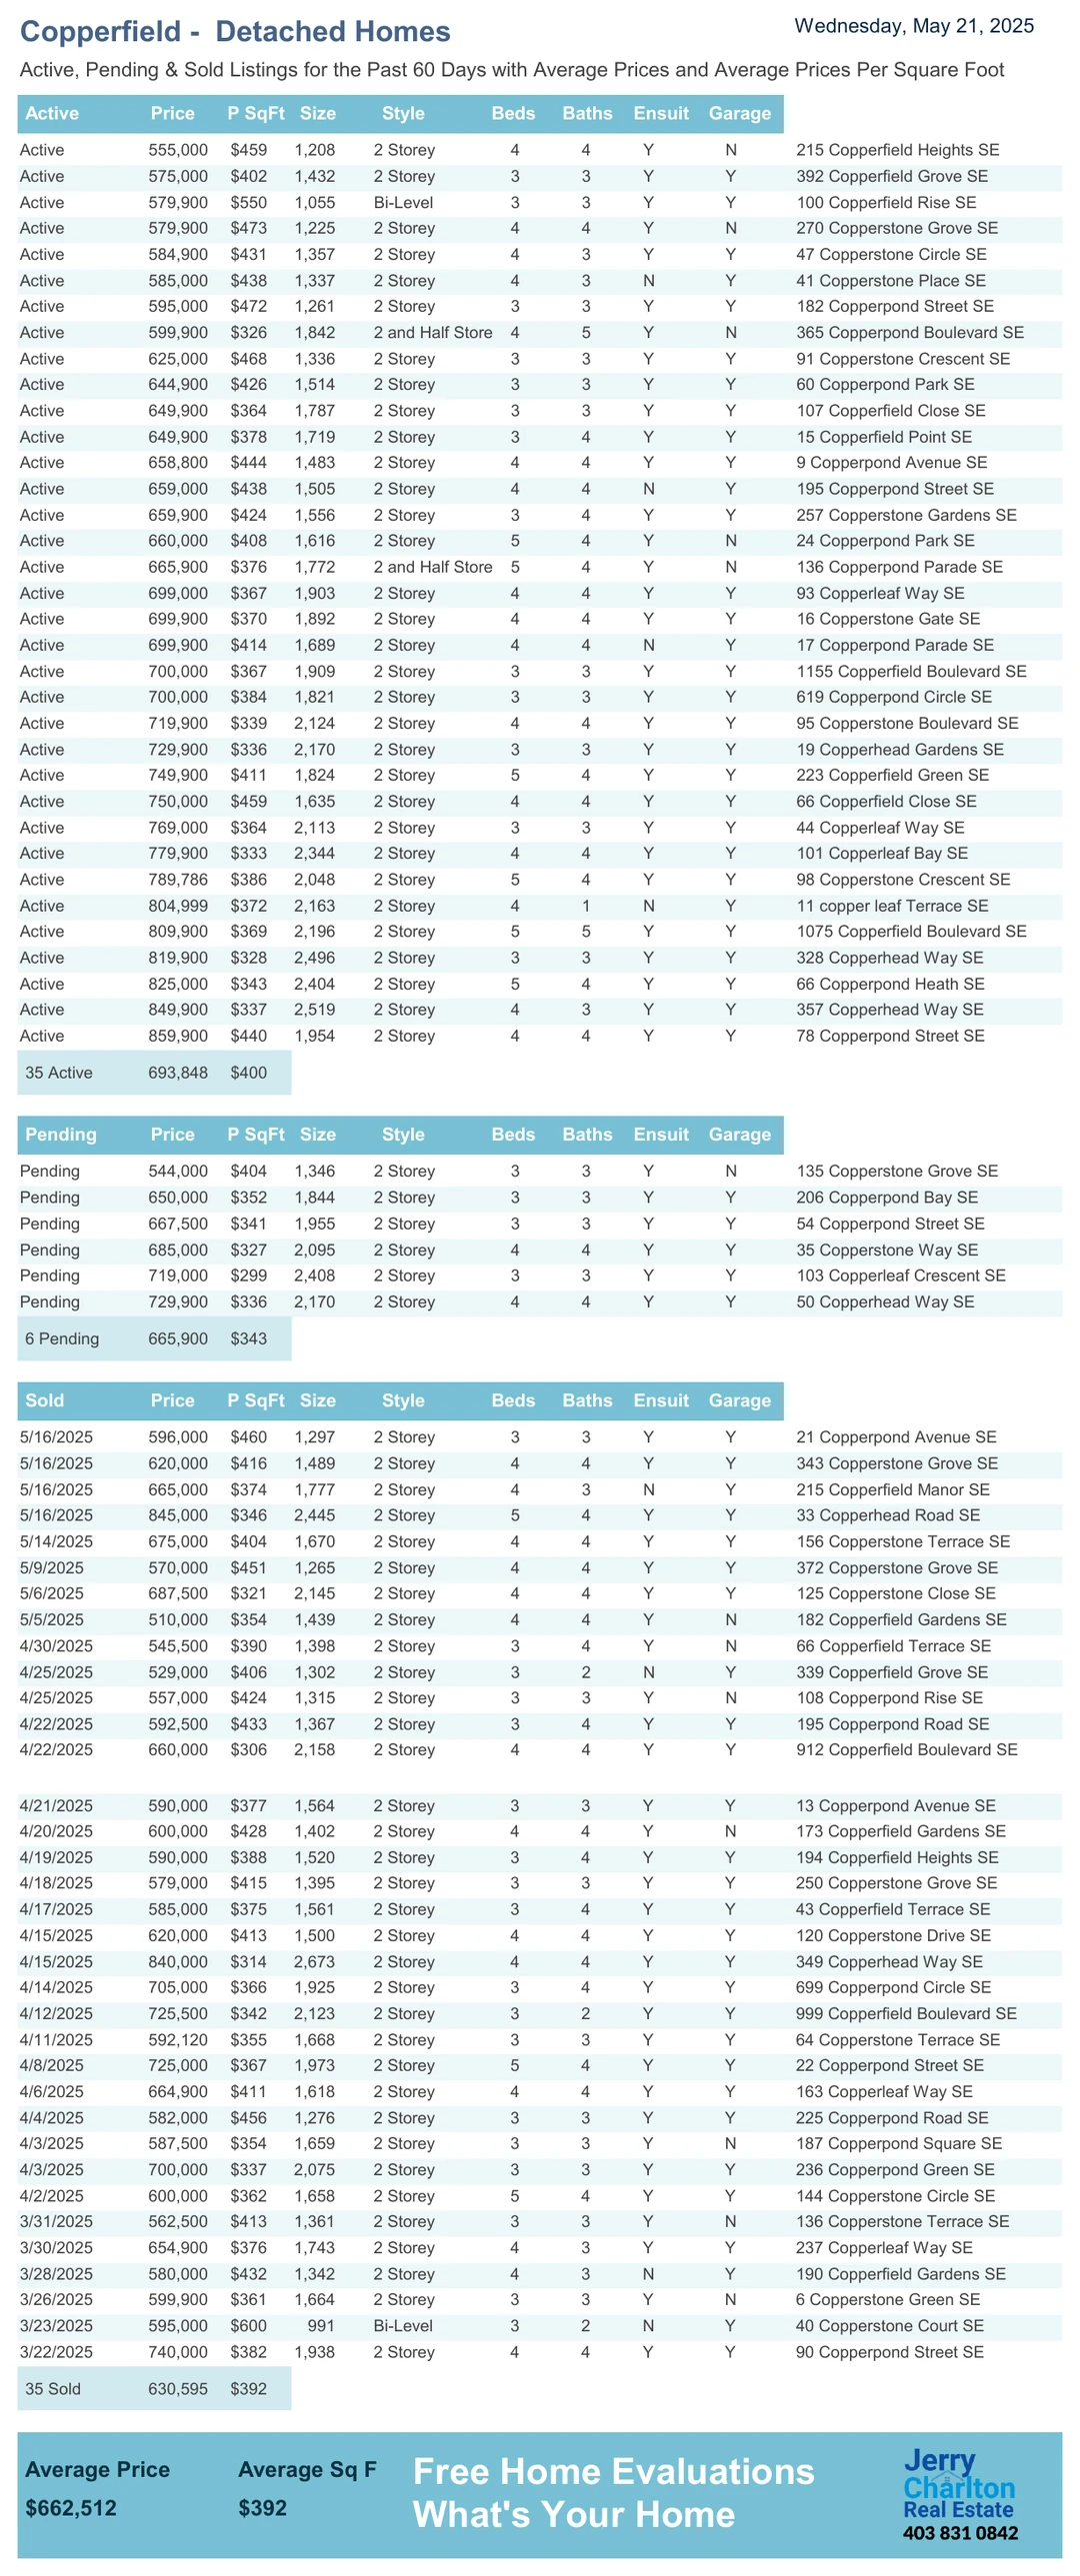 Copperfield - Detached Homes
Wednesday, May 21, 2025
Active, Pending & Sold Listings for the Past 60 Days with Average Prices and Average Prices Per Square Foot
Active Price P SqFt Size Style Beds Baths Ensuit Garage
Active 555,000 $459 1,208 2 Storey 4 4 Y N 215 Copperfield Heights SE
Active 575,000 $402 1,432 2 Storey 3 3 Y Y 392 Copperfield Grove SE
Active 579,900 $550 1,055 Bi-Level 3 3 Y Y 100 Copperfield Rise SE
Active 579,900 $473 1,225 2 Storey 4 4 Y N 270 Copperstone Grove SE
Active 584,900 $431 1,357 2 Storey 4 3 Y Y 47 Copperstone Circle SE
Active 585,000 $438 1,337 2 Storey 4 3 N Y 41 Copperstone Place SE
Active 595,000 $472 1,261 2 Storey 3 3 Y Y 182 Copperpond Street SE
Active 599,900 $326 1,842 2 and Half Store 4 5 Y N 365 Copperpond Boulevard SE
Active 625,000 $468 1,336 2 Storey 3 3 Y Y 91 Copperstone Crescent SE
Active 644,900 $426 1,514 2 Storey 3 3 Y Y 60 Copperpond Park SE
Active 649,900 $364 1,787 2 Storey 3 3 Y Y 107 Copperfield Close SE
Active 649,900 $378 1,719 2 Storey 3 4 Y Y 15 Copperfield Point SE
Active 658,800 $444 1,483 2 Storey 4 4 Y Y 9 Copperpond Avenue SE
Active 659,000 $438 1,505 2 Storey 4 4 N Y 195 Copperpond Street SE
Active 659,900 $424 1,556 2 Storey 3 4 Y Y 257 Copperstone Gardens SE
Active 660,000 $408 1,616 2 Storey 5 4 Y N 24 Copperpond Park SE
Active 665,900 $376 1,772 2 and Half Store 5 4 Y N 136 Copperpond Parade SE
Active 699,000 $367 1,903 2 Storey 4 4 Y Y 93 Copperleaf Way SE
Active 699,900 $370 1,892 2 Storey 4 4 Y Y 16 Copperstone Gate SE
Active 699,900 $414 1,689 2 Storey 4 4 N Y 17 Copperpond Parade SE
Active 700,000 $367 1,909 2 Storey 3 3 Y Y 1155 Copperfield Boulevard SE
Active 700,000 $384 1,821 2 Storey 3 3 Y Y 619 Copperpond Circle SE
Active 719,900 $339 2,124 2 Storey 4 4 Y Y 95 Copperstone Boulevard SE
Active 729,900 $336 2,170 2 Storey 3 3 Y Y 19 Copperhead Gardens SE
Active 749,900 $411 1,824 2 Storey 5 4 Y Y 223 Copperfield Green SE
Active 750,000 $459 1,635 2 Storey 4 4 Y Y 66 Copperfield Close SE
Active 769,000 $364 2,113 2 Storey 3 3 Y Y 44 Copperleaf Way SE
Active 779,900 $333 2,344 2 Storey 4 4 Y Y 101 Copperleaf Bay SE
Active 789,786 $386 2,048 2 Storey 5 4 Y Y 98 Copperstone Crescent SE
Active 804,999 $372 2,163 2 Storey 4 1 N Y 11 copper leaf Terrace SE
Active 809,900 $369 2,196 2 Storey 5 5 Y Y 1075 Copperfield Boulevard SE
Active 819,900 $328 2,496 2 Storey 3 3 Y Y 328 Copperhead Way SE
Active 825,000 $343 2,404 2 Storey 5 4 Y Y 66 Copperpond Heath SE
Active 849,900 $337 2,519 2 Storey 4 3 Y Y 357 Copperhead Way SE
Active 859,900 $440 1,954 2 Storey 4 4 Y Y 78 Copperpond Street SE
35 Active 693,848 $400
Pending Price P SqFt Size Style Beds Baths Ensuit Garage
Pending 544,000 $404 1,346 2 Storey 3 3 Y N 135 Copperstone Grove SE
Pending 650,000 $352 1,844 2 Storey 3 3 Y Y 206 Copperpond Bay SE
Pending 667,500 $341 1,955 2 Storey 3 3 Y Y 54 Copperpond Street SE
Pending 685,000 $327 2,095 2 Storey 4 4 Y Y 35 Copperstone Way SE
Pending 719,000 $299 2,408 2 Storey 3 3 Y Y 103 Copperleaf Crescent SE
Pending 729,900 $336 2,170 2 Storey 4 4 Y Y 50 Copperhead Way SE
6 Pending 665,900 $343
Sold Price P SqFt Size Style Beds Baths Ensuit Garage
5/16/2025 596,000 $460 1,297 2 Storey 3 3 Y Y 21 Copperpond Avenue SE
5/16/2025 620,000 $416 1,489 2 Storey 4 4 Y Y 343 Copperstone Grove SE
5/16/2025 665,000 $374 1,777 2 Storey 4 3 N Y 215 Copperfield Manor SE
5/16/2025 845,000 $346 2,445 2 Storey 5 4 Y Y 33 Copperhead Road SE
5/14/2025 675,000 $404 1,670 2 Storey 4 4 Y Y 156 Copperstone Terrace SE
5/9/2025 570,000 $451 1,265 2 Storey 4 4 Y Y 372 Copperstone Grove SE
5/6/2025 687,500 $321 2,145 2 Storey 4 4 Y Y 125 Copperstone Close SE
5/5/2025 510,000 $354 1,439 2 Storey 4 4 Y N 182 Copperfield Gardens SE
4/30/2025 545,500 $390 1,398 2 Storey 3 4 Y N 66 Copperfield Terrace SE
4/25/2025 529,000 $406 1,302 2 Storey 3 2 N Y 339 Copperfield Grove SE
4/25/2025 557,000 $424 1,315 2 Storey 3 3 Y N 108 Copperpond Rise SE
4/22/2025 592,500 $433 1,367 2 Storey 3 4 Y Y 195 Copperpond Road SE
4/22/2025 660,000 $306 2,158 2 Storey 4 4 Y Y 912 Copperfield Boulevard SE
4/21/2025 590,000 $377 1,564 2 Storey 3 3 Y Y 13 Copperpond Avenue SE
4/20/2025 600,000 $428 1,402 2 Storey 4 4 Y N 173 Copperfield Gardens SE
4/19/2025 590,000 $388 1,520 2 Storey 3 4 Y Y 194 Copperfield Heights SE
4/18/2025 579,000 $415 1,395 2 Storey 3 3 Y Y 250 Copperstone Grove SE
4/17/2025 585,000 $375 1,561 2 Storey 3 4 Y Y 43 Copperfield Terrace SE
4/15/2025 620,000 $413 1,500 2 Storey 4 4 Y Y 120 Copperstone Drive SE
4/15/2025 840,000 $314 2,673 2 Storey 4 4 Y Y 349 Copperhead Way SE
4/14/2025 705,000 $366 1,925 2 Storey 3 4 Y Y 699 Copperpond Circle SE
4/12/2025 725,500 $342 2,123 2 Storey 3 2 Y Y 999 Copperfield Boulevard SE
4/11/2025 592,120 $355 1,668 2 Storey 3 3 Y Y 64 Copperstone Terrace SE
4/8/2025 725,000 $367 1,973 2 Storey 5 4 Y Y 22 Copperpond Street SE
4/6/2025 664,900 $411 1,618 2 Storey 4 4 Y Y 163 Copperleaf Way SE
4/4/2025 582,000 $456 1,276 2 Storey 3 3 Y Y 225 Copperpond Road SE
4/3/2025 587,500 $354 1,659 2 Storey 3 3 Y N 187 Copperpond Square SE
4/3/2025 700,000 $337 2,075 2 Storey 3 3 Y Y 236 Copperpond Green SE
4/2/2025 600,000 $362 1,658 2 Storey 5 4 Y Y 144 Copperstone Circle SE
3/31/2025 562,500 $413 1,361 2 Storey 3 3 Y N 136 Copperstone Terrace SE
3/30/2025 654,900 $376 1,743 2 Storey 4 3 Y Y 237 Copperleaf Way SE
3/28/2025 580,000 $432 1,342 2 Storey 4 3 N Y 190 Copperfield Gardens SE
3/26/2025 599,900 $361 1,664 2 Storey 3 3 Y N 6 Copperstone Green SE
3/23/2025 595,000 $600 991 Bi-Level 3 2 N Y 40 Copperstone Court SE
3/22/2025 740,000 $382 1,938 2 Storey 4 4 Y Y 90 Copperpond Street SE
35 Sold 630,595 $392
Average Price Average Sq F
$662,512 $392
Free Home Evaluations
What's Your Home
Jerry
Charlton
Real Estate
403 831 0842